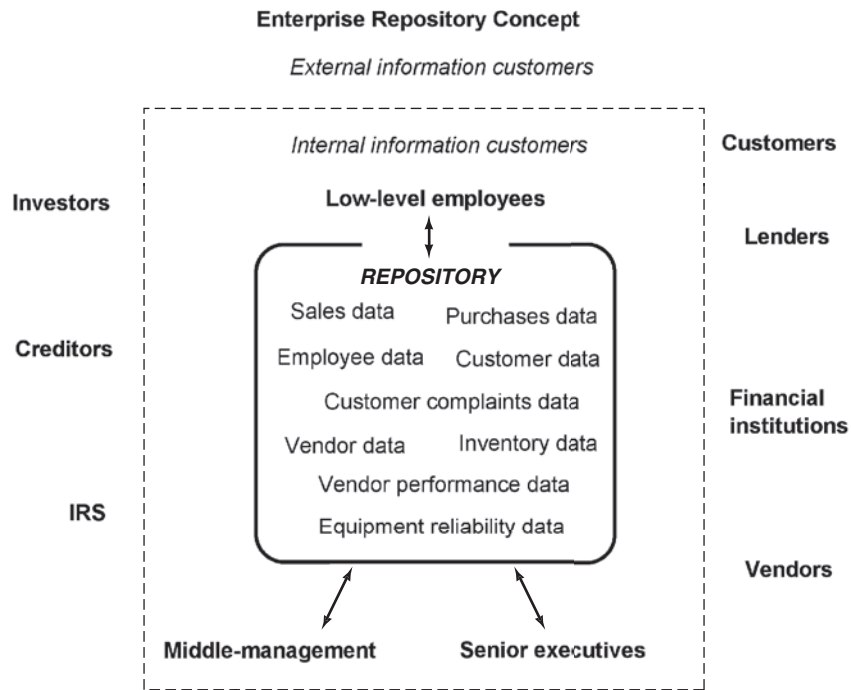 Enterprise Repository Concept
External information customers
Internal information customers
Customers
Investors
Low-level employees
Lenders
REPOSITORY
Sales data
Purchases data
Creditors
Employee data
Customer data
Customer complaints data
Financial
institutions
Vendor data
Inventory data
Vendor performance data
IRS
Equipment reliability data
Vendors
Middle-management
Senior executives